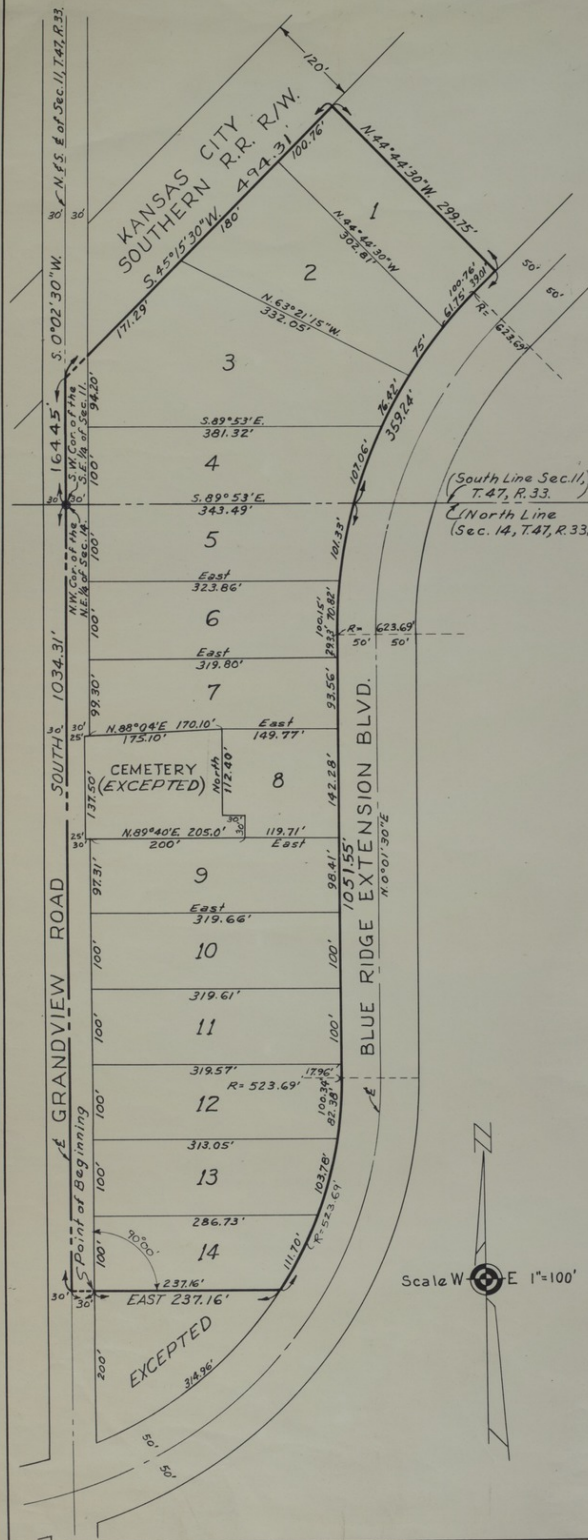 120'
KANSAS CITY
SOUTHERN R.R. R/W.
494.31'
100.76'
S.45°15'30"W.
180'
171.29'
N.44°44'30"W. 299.75'
1
2
N.44°44'30"W
302.81'
100.76'
39.01'
61.75'
R=
623.69'
50'
50'
N.63°21'15"W.
332.05'
75'
3
76.42'
359.24'
S. 0°02'30"W.
N.&S. ℄ of Sec.11, T.47, R.33.
30'
30'
164.45'
94.20'
S.89°53'E.
381.32'
4
100'
107.06'
S.W. Cor. of the
S.E.¼ of Sec.11.
S.89°53'E.
343.49'
30'
30'
South Line Sec.11,
T.47, R.33.
North Line
Sec. 14, T.47, R.33,
N.W. Cor. of the
N.E.¼ of Sec.14.
5
100'
101.33'
East
323.86'
6
100'
100.15'
70.82'
29.33'
R= 623.69'
50'
50'
East
319.80'
7
99.30'
93.56'
SOUTH 1034.31'
30'
30'
25'
N.88°04'E 170.10'
175.10'
East
149.77'
CEMETERY
(EXCEPTED)
North
112.40'
8
137.50'
142.28'
30'
30'
25'
30'
N.89°40'E. 205.0'
200'
119.71'
East
9
97.31'
98.41'
1051.55'
N.0°01'30"E
BLUE RIDGE EXTENSION BLVD.
℄
East
319.66'
10
100'
319.61'
11
100'
100'
319.57'
17.96'
R= 523.69'
12
100'
100.34'
82.38'
313.05'
13
100'
103.78'
R=523.69'
286.73'
14
100'
111.70'
90°00'
237.16'
EAST 237.16'
30'
30'
Point of Beginning
℄ GRANDVIEW ROAD
EXCEPTED
200'
314.96'
50'
50'
N
Scale W E 1"=100'